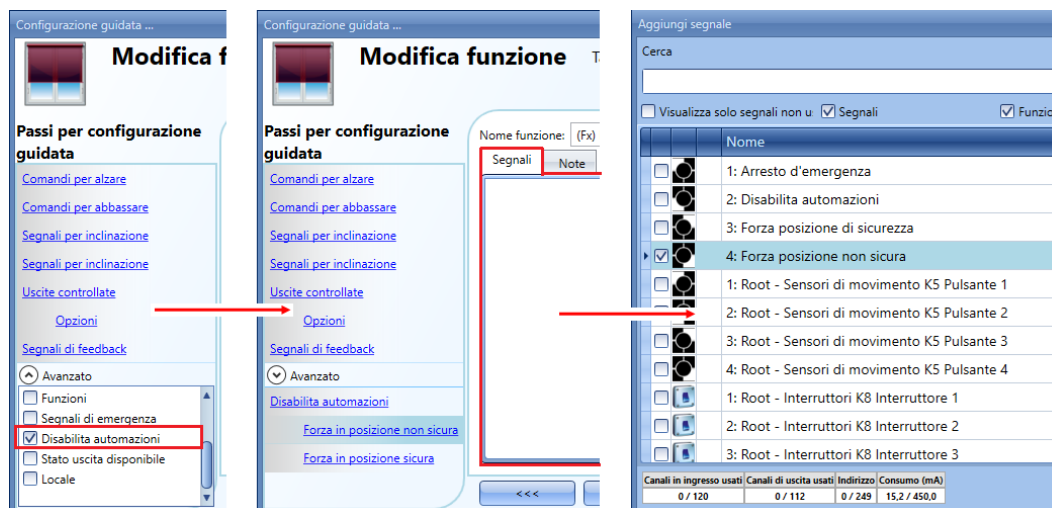 Configurazione guidata ...
Modifica f
Passi per configurazione
guidata
Comandi per alzare
Comandi per abbassare
Segnali per inclinazione
Segnali per inclinazione
Uscite controllate
Opzioni
Segnali di feedback
Avanzato
Funzioni
Segnali di emergenza
Disabilita automazioni
Stato uscita disponibile
Locale
Configurazione guidata ...
Modifica funzione
Passi per configurazione
guidata
Comandi per alzare
Comandi per abbassare
Segnali per inclinazione
Segnali per inclinazione
Uscite controllate
Opzioni
Segnali di feedback
Avanzato
Disabilita automazioni
Forza in posizione non sicura
Forza in posizione sicura
Nome funzione: (Fx)
Segnali Note
<<<
Aggiungi segnale
Cerca
Visualizza solo segnali non u: Segnali Funzio
Nome
1: Arresto d'emergenza
2: Disabilita automazioni
3: Forza posizione di sicurezza
4: Forza posizione non sicura
1: Root - Sensori di movimento K5 Pulsante 1
2: Root - Sensori di movimento K5 Pulsante 2
3: Root - Sensori di movimento K5 Pulsante 3
4: Root - Sensori di movimento K5 Pulsante 4
1: Root - Interruttori K8 Interruttore 1
2: Root - Interruttori K8 Interruttore 2
3: Root - Interruttori K8 Interruttore 3
Canali in ingresso usati Canali di uscita usati Indirizzo Consumo (mA)
0 / 120 0 / 112 0 / 249 15,2 / 450,0